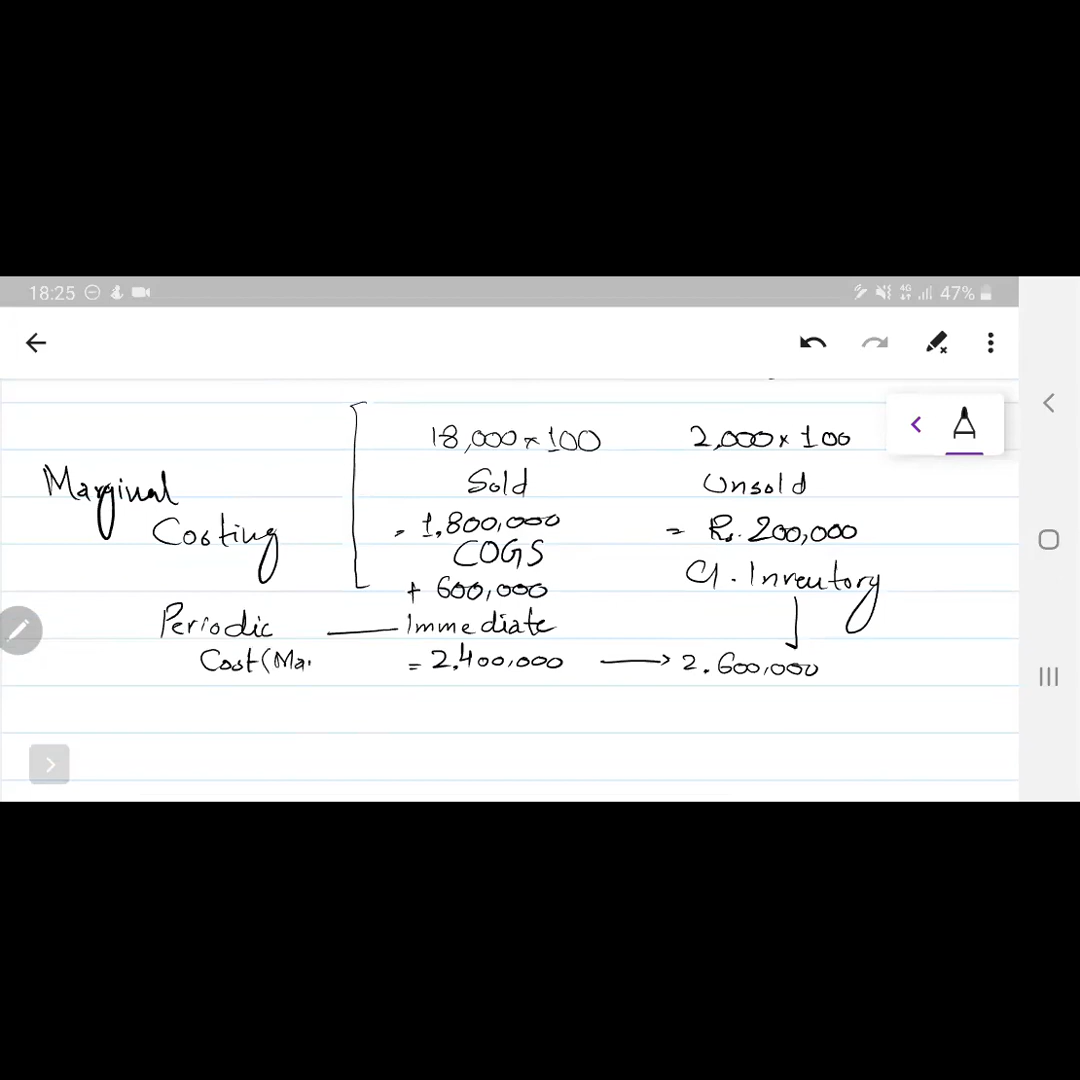 18:25 47%
18,000 × 100 2,000 × 100
Marginal Sold Unsold
Costing = 1,800,000 = Rs. 200,000
COGS Cl. Inventory
+ 600,000
Periodic Immediate
Cost (Mar = 2,400,000 → 2.600,000